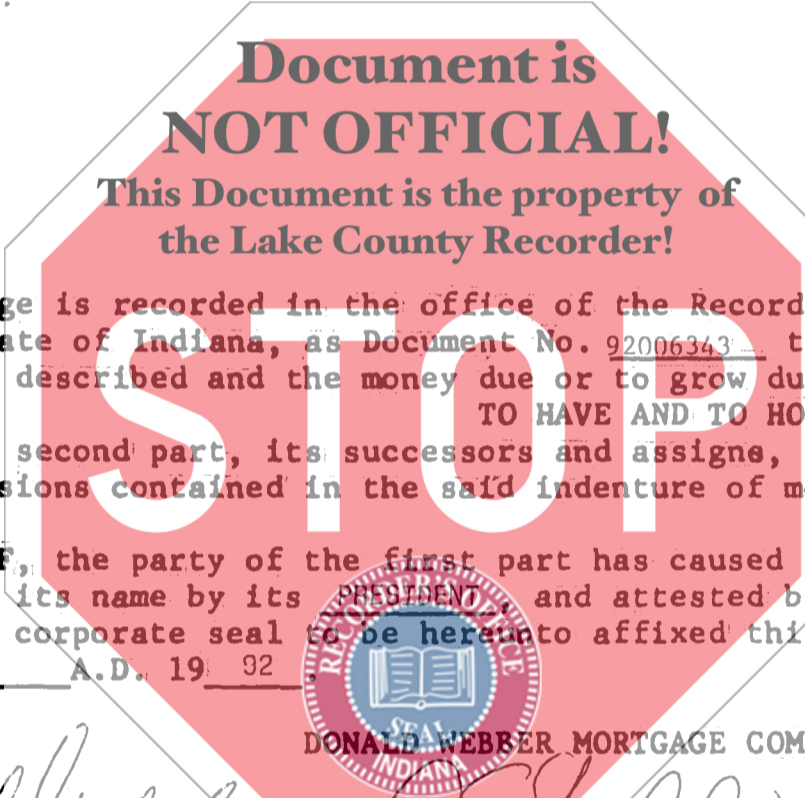 Document is
NOT OFFICIAL!
This Document is the property of
the Lake County Recorder!
STOP
ge is recorded in the office of the Record
ate of Indiana, as Document No. 92006343 t
described and the money due or to grow du
TO HAVE AND TO HO
second part, its successors and assigns,
sions contained in the said indenture of m
F, the party of the first part has caused
its name by its PRESIDENT, and attested b
corporate seal to be hereunto affixed thi
A.D. 19 92.
RECORDER'S OFFICE
SEAL
INDIANA
DONALD WEBBER MORTGAGE COM